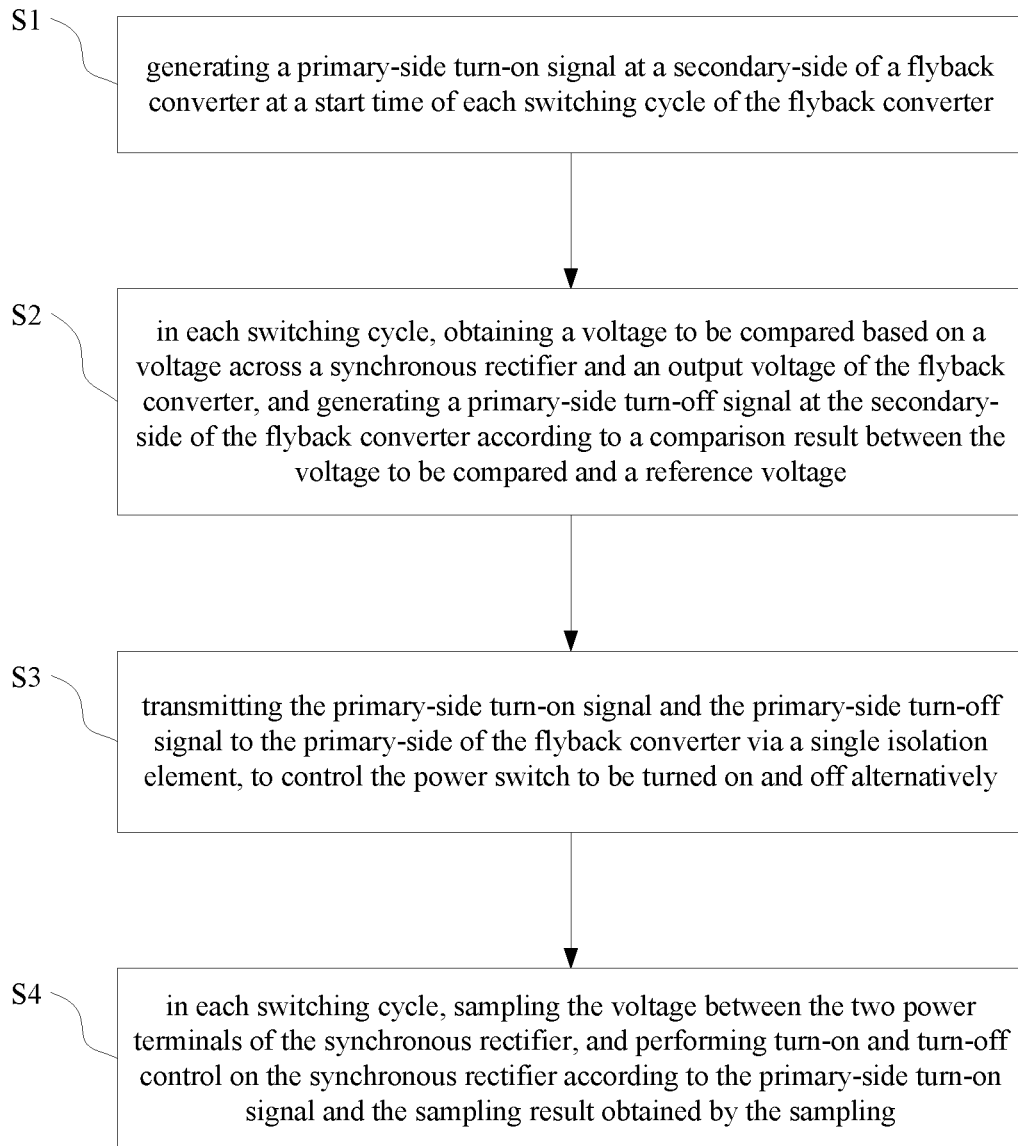 S1
generating a primary-side turn-on signal at a secondary-side of a flyback
converter at a start time of each switching cycle of the flyback converter
S2
in each switching cycle, obtaining a voltage to be compared based on a
voltage across a synchronous rectifier and an output voltage of the flyback
converter, and generating a primary-side turn-off signal at the secondary-
side of the flyback converter according to a comparison result between the
voltage to be compared and a reference voltage
S3
transmitting the primary-side turn-on signal and the primary-side turn-off
signal to the primary-side of the flyback converter via a single isolation
element, to control the power switch to be turned on and off alternatively
S4
in each switching cycle, sampling the voltage between the two power
terminals of the synchronous rectifier, and performing turn-on and turn-off
control on the synchronous rectifier according to the primary-side turn-on
signal and the sampling result obtained by the sampling